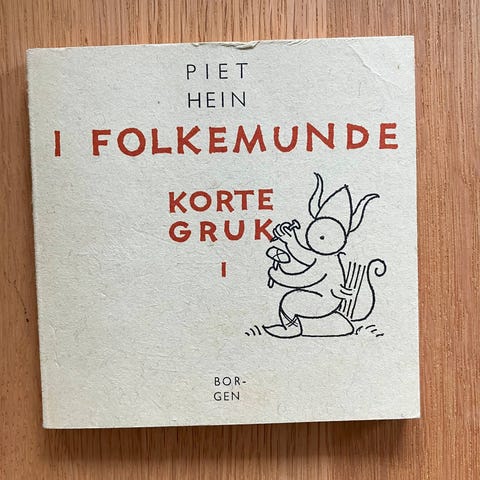 PIET
HEIN
I FOLKEMUNDE
KORTE
GRUK
I
BOR-
GEN